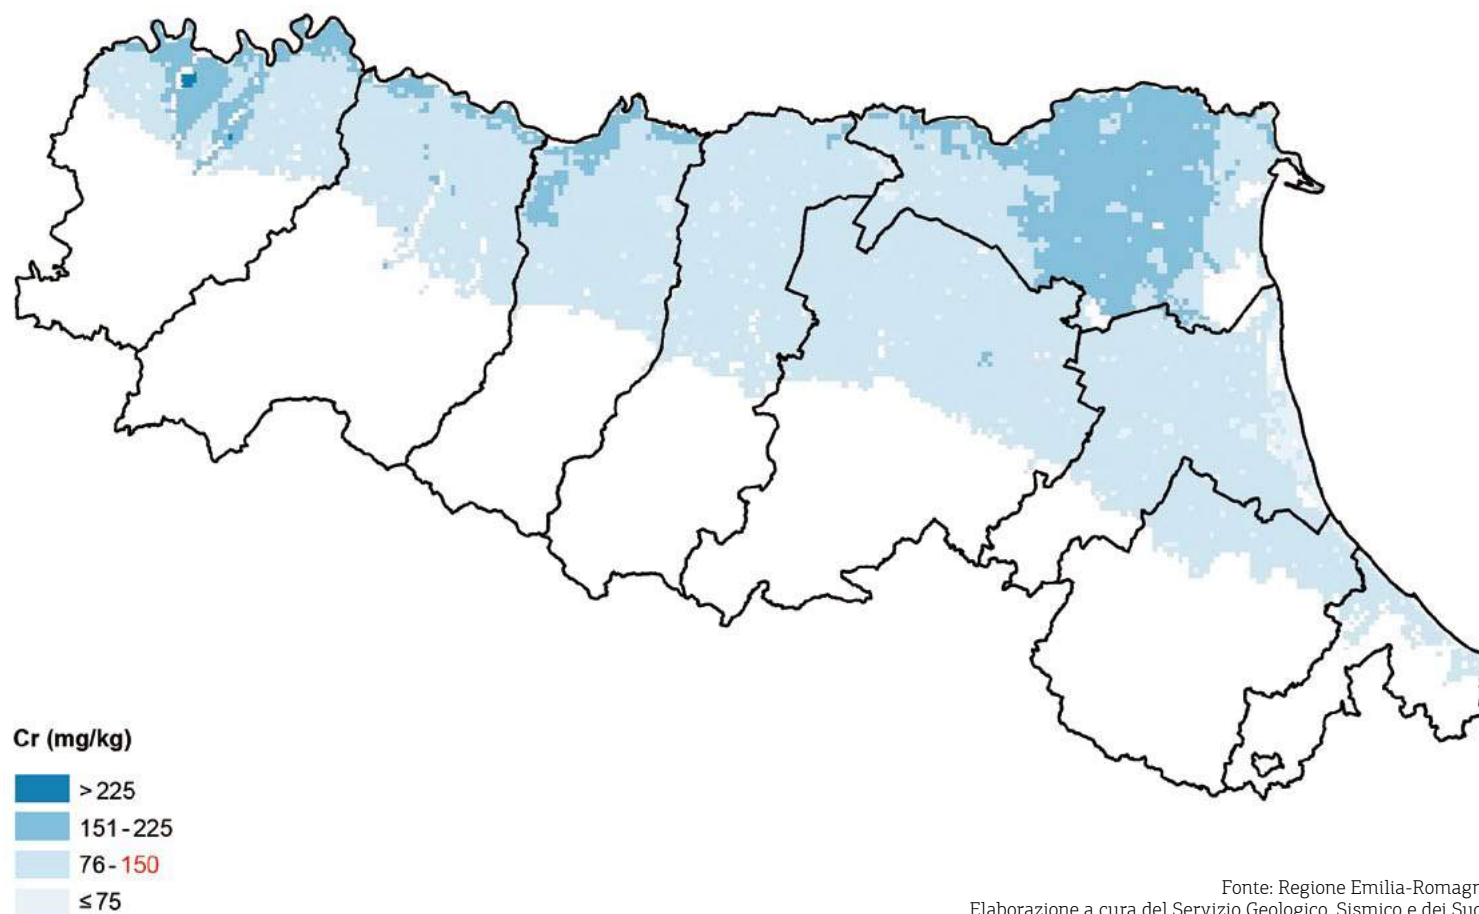 Cr (mg/kg)
> 225
151 - 225
76 - 150
≤ 75
Fonte: Regione Emilia-Romagn
Elaborazione a cura del Servizio Geologico, Sismico e dei Suo